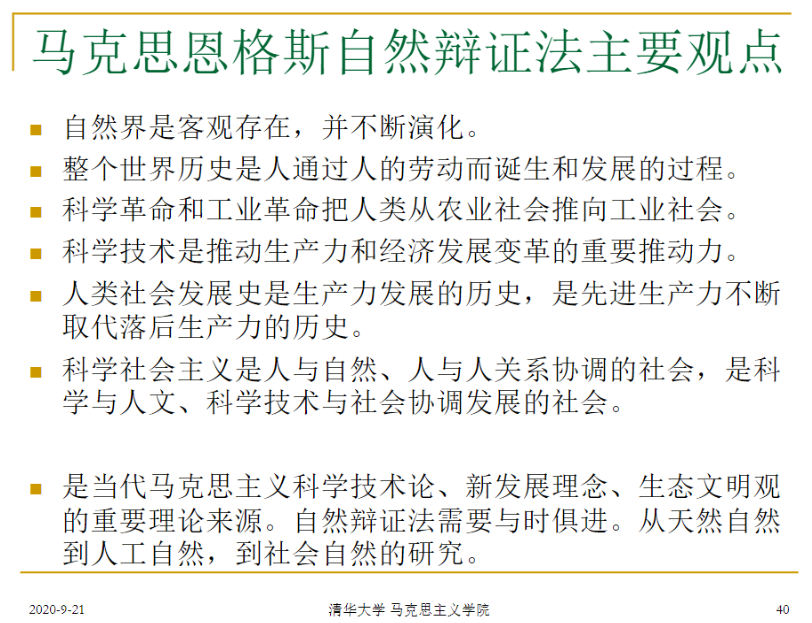 马克思恩格斯自然辩证法主要观点
自然界是客观存在，并不断演化。
整个世界历史是人通过人的劳动而诞生和发展的过程。
科学革命和工业革命把人类从农业社会推向工业社会。
科学技术是推动生产力和经济发展变革的重要推动力。
人类社会发展史是生产力发展的历史，是先进生产力不断
取代落后生产力的历史。
科学社会主义是人与自然、人与人关系协调的社会，是科
学与人文、科学技术与社会协调发展的社会。
是当代马克思主义科学技术论、新发展理念、生态文明观
的重要理论来源。自然辩证法需要与时俱进。从天然自然
到人工自然，到社会自然的研究。
2020-9-21
清华大学 马克思主义学院
40